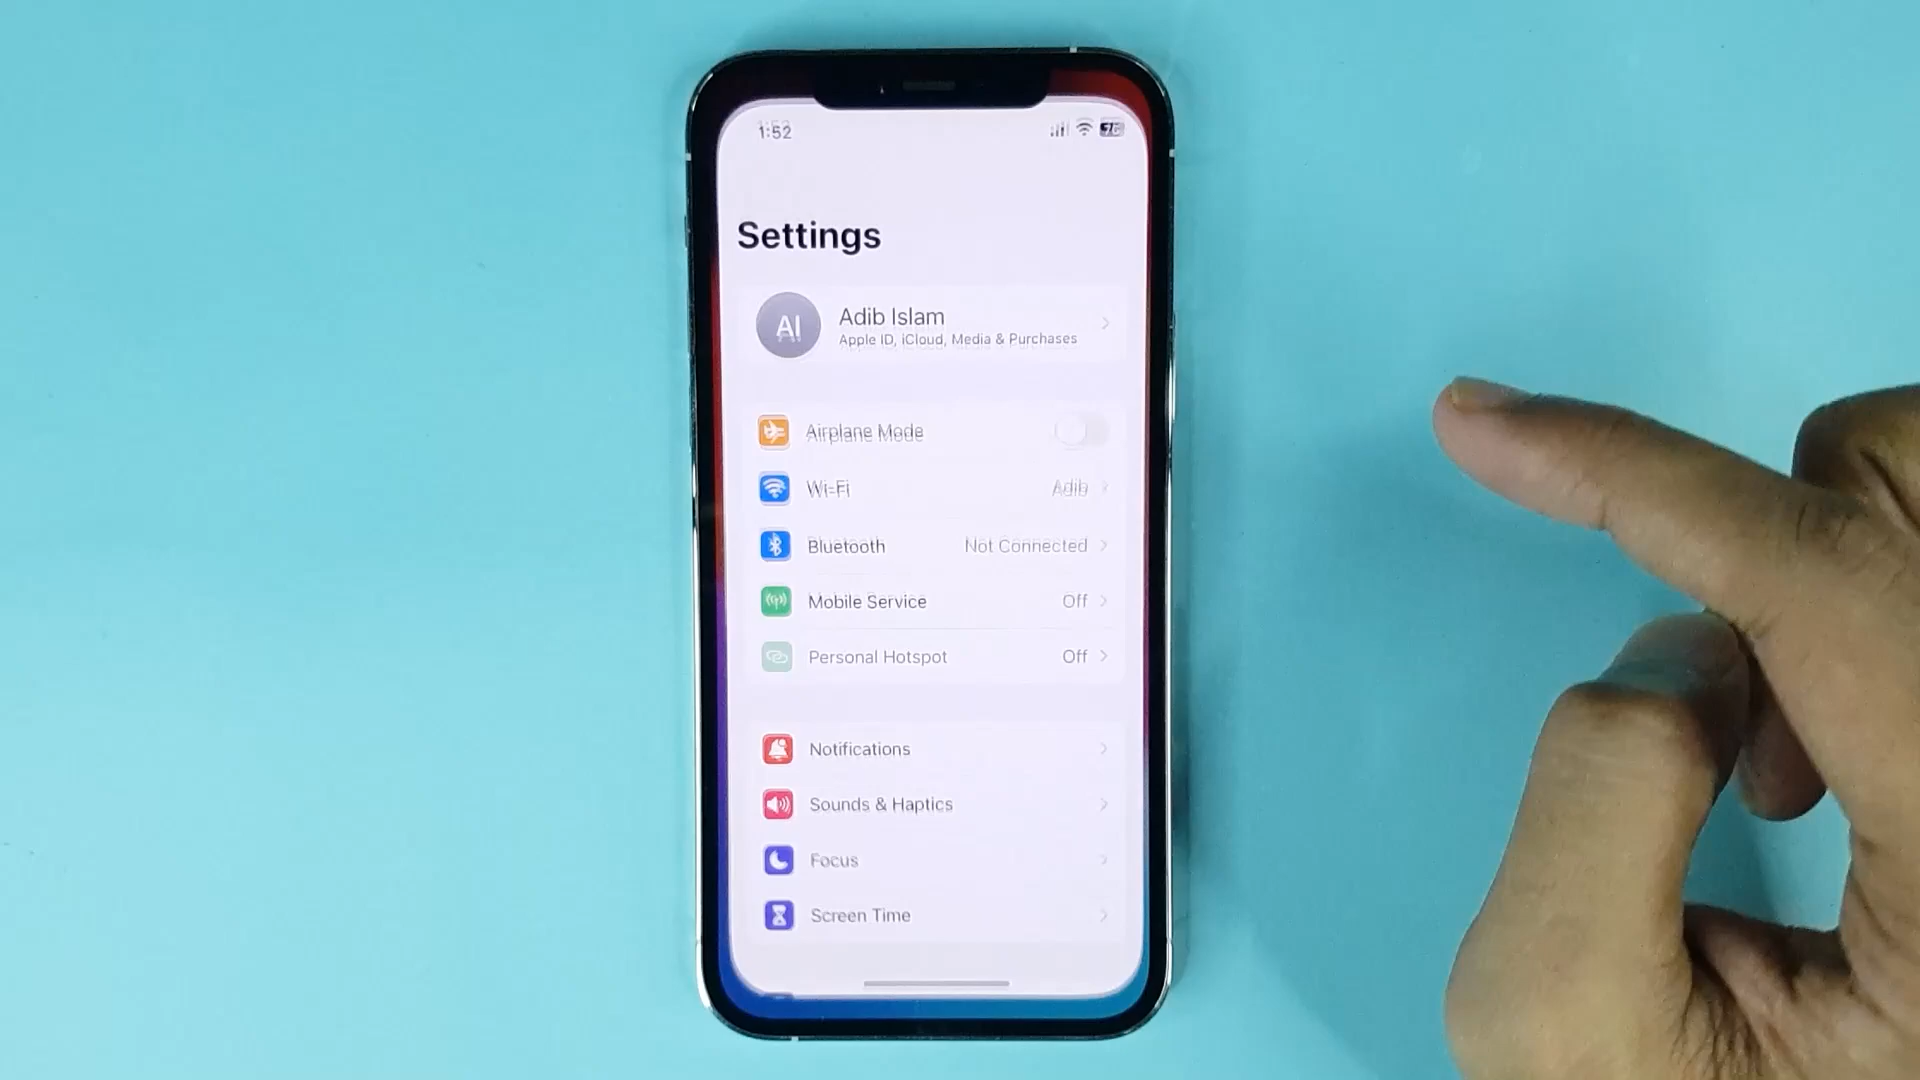 1:52
Settings
AI
Adib Islam
Apple ID, iCloud, Media & Purchases
Airplane Mode
Wi-Fi Adib
Bluetooth Not Connected
Mobile Service Off
Personal Hotspot Off
Notifications
Sounds & Haptics
Focus
Screen Time